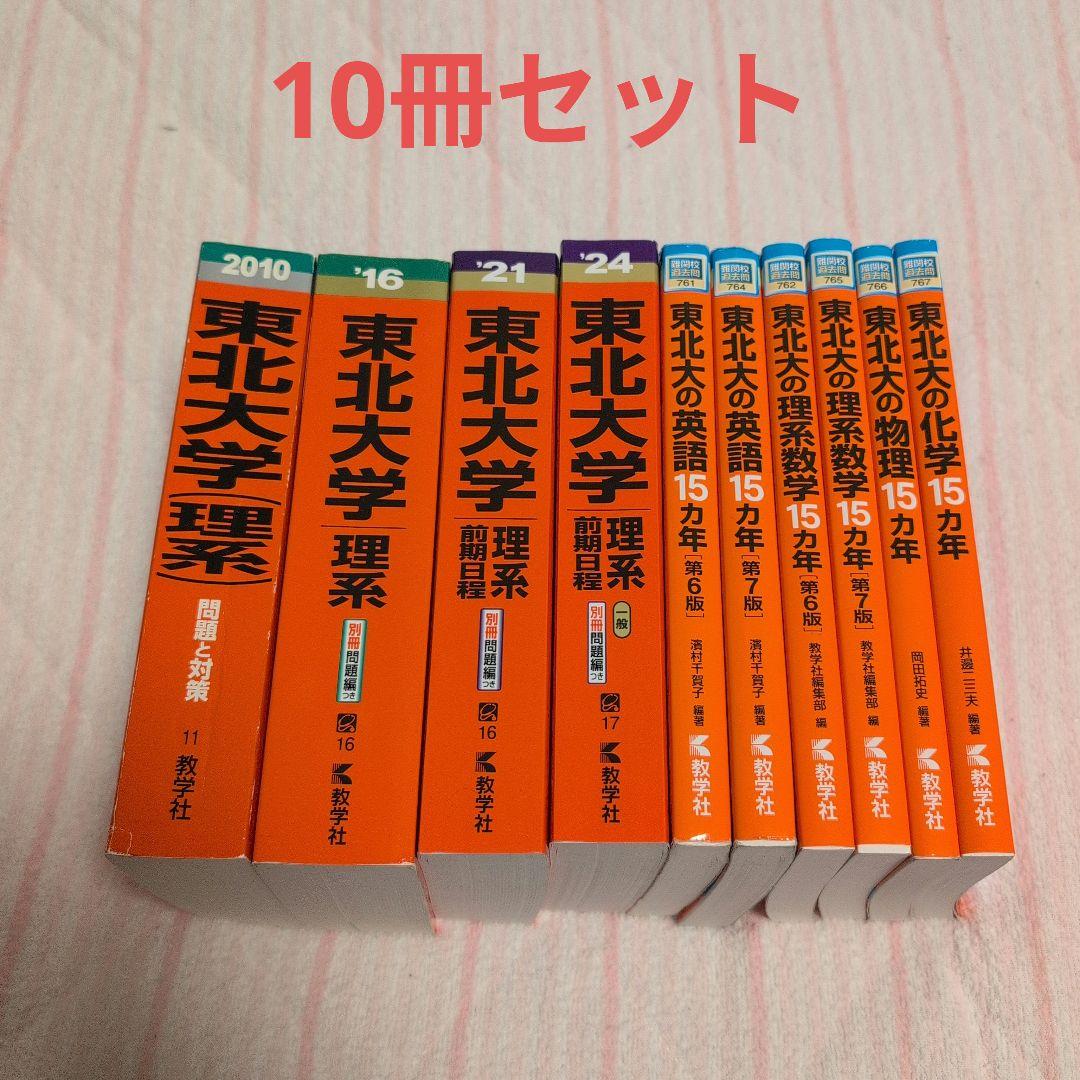 10冊セット
2010
東北大学(理系)
問題と対策
11
教学社
'16
東北大学
理系
別冊問題編つき
16
教学社
'21
東北大学
理系
前期日程
別冊問題編つき
16
教学社
'24
東北大学
理系
前期日程
一般
別冊問題編つき
17
教学社
難関校
過去問
761
東北大の英語15カ年[第6版]
濱村千賀子 編著
教学社
難関校
過去問
764
東北大の英語15カ年[第7版]
濱村千賀子 編著
教学社
難関校
過去問
762
東北大の理系数学15カ年[第6版]
教学社編集部 編
教学社
難関校
過去問
765
東北大の理系数学15カ年[第7版]
教学社編集部 編
教学社
難関校
過去問
766
東北大の物理15カ年
岡田拓史 編著
教学社
難関校
過去問
767
東北大の化学15カ年
井邊二三夫 編著
教学社